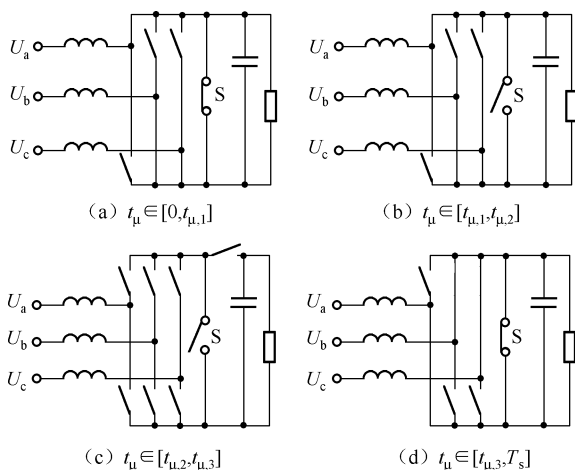 Ua
Ub
Uc
S
(a) tμ∈[0,tμ,1]
Ua
Ub
Uc
S
(b) tμ∈[tμ,1,tμ,2]
Ua
Ub
Uc
S
(c) tμ∈[tμ,2,tμ,3]
Ua
Ub
Uc
S
(d) tμ∈[tμ,3,Ts]